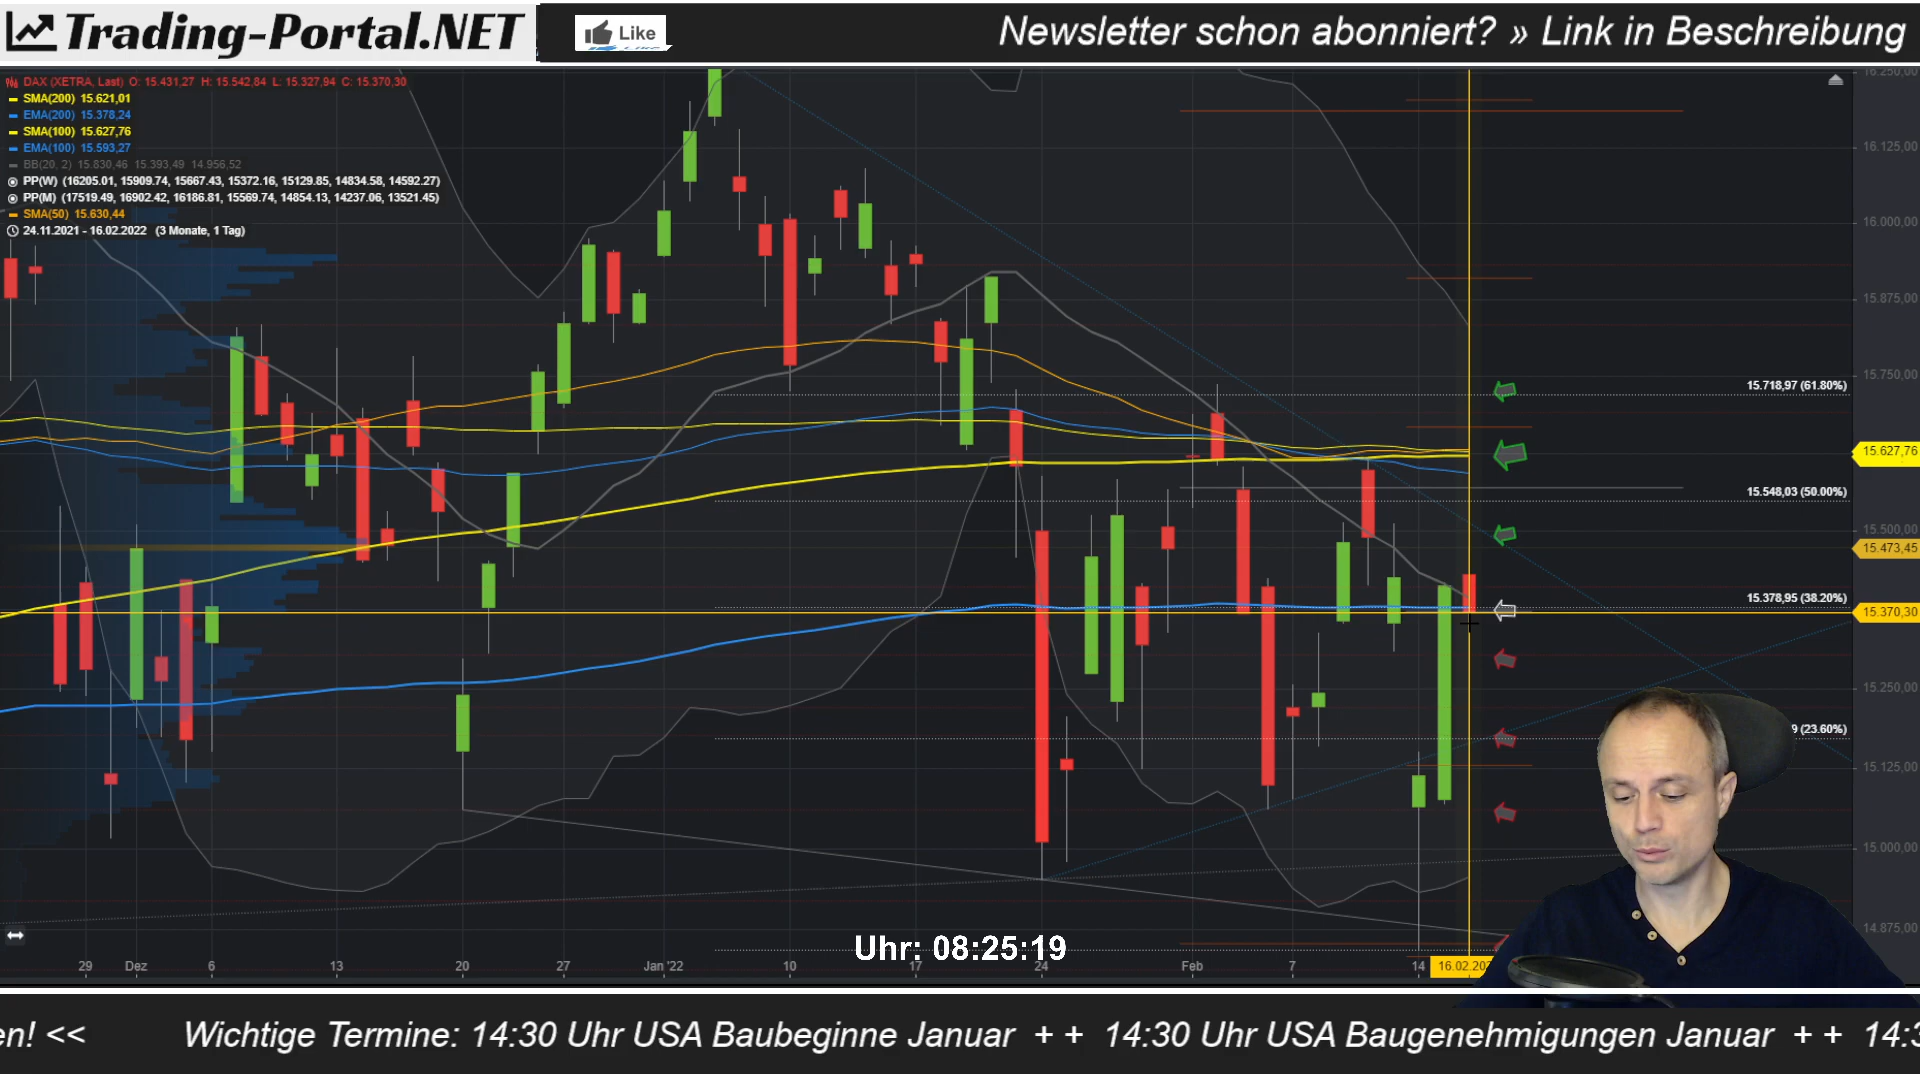 Trading-Portal.NET
Like
Newsletter schon abonniert? » Link in Beschreibung
DAX (XETRA, Last) O: 15.431,27 H: 15.542,84 L: 15.327,94 C: 15.370,30
SMA(200) 15.621,01
EMA(200) 15.378,24
SMA(100) 15.627,76
EMA(100) 15.593,27
BB(20, 2) 15.830,46 15.393,49 14.956,52
PP(W) (16205.01, 15909.74, 15667.43, 15372.16, 15129.85, 14834.58, 14592.27)
PP(M) (17519.49, 16902.42, 16186.81, 15569.74, 14854.13, 14237.06, 13521.45)
SMA(50) 15.630,44
24.11.2021 - 16.02.2022 (3 Monate, 1 Tag)
16.250,00
16.125,00
16.000,00
15.875,00
15.750,00
15.718,97 (61.80%)
15.627,76
15.548,03 (50.00%)
15.500,00
15.473,45
15.378,95 (38.20%)
15.370,30
15.250,00
9 (23.60%)
15.125,00
15.000,00
14.875,00
Uhr: 08:25:19
29 Dez 6 13 20 27 Jan '22 10 17 24 Feb 7 14 16.02.202
en! << Wichtige Termine: 14:30 Uhr USA Baubeginne Januar ++ 14:30 Uhr USA Baugenehmigungen Januar ++ 14:3